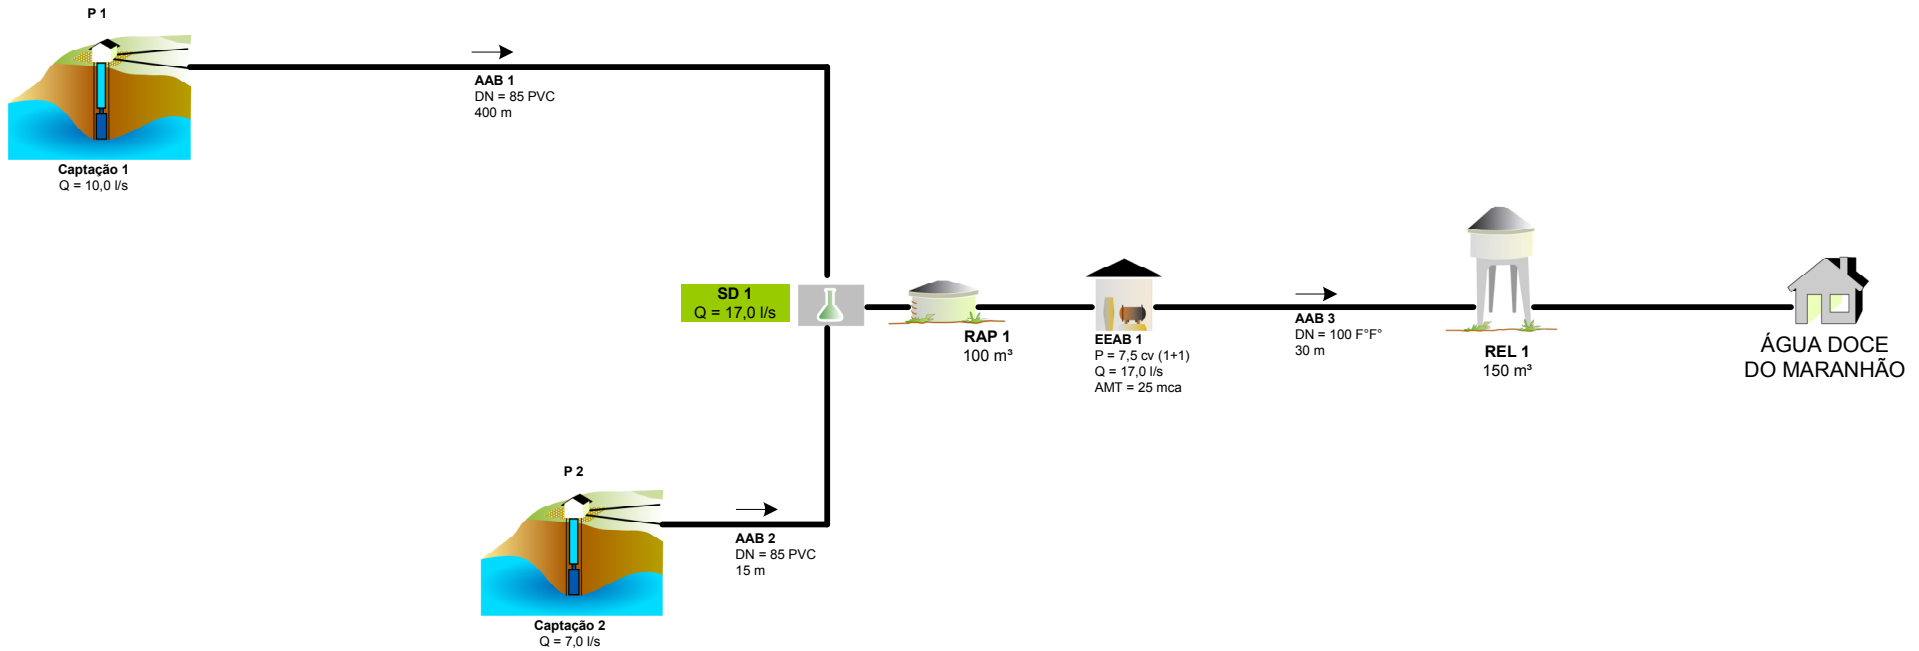 P 1
AAB 1
DN = 85 PVC
400 m
Captação 1
Q = 10,0 l/s
SD 1
Q = 17,0 l/s
RAP 1
100 m³
EEAB 1
P = 7,5 cv (1+1)
Q = 17,0 l/s
AMT = 25 mca
AAB 3
DN = 100 F°F°
30 m
REL 1
150 m³
ÁGUA DOCE
DO MARANHÃO
P 2
AAB 2
DN = 85 PVC
15 m
Captação 2
Q = 7,0 l/s